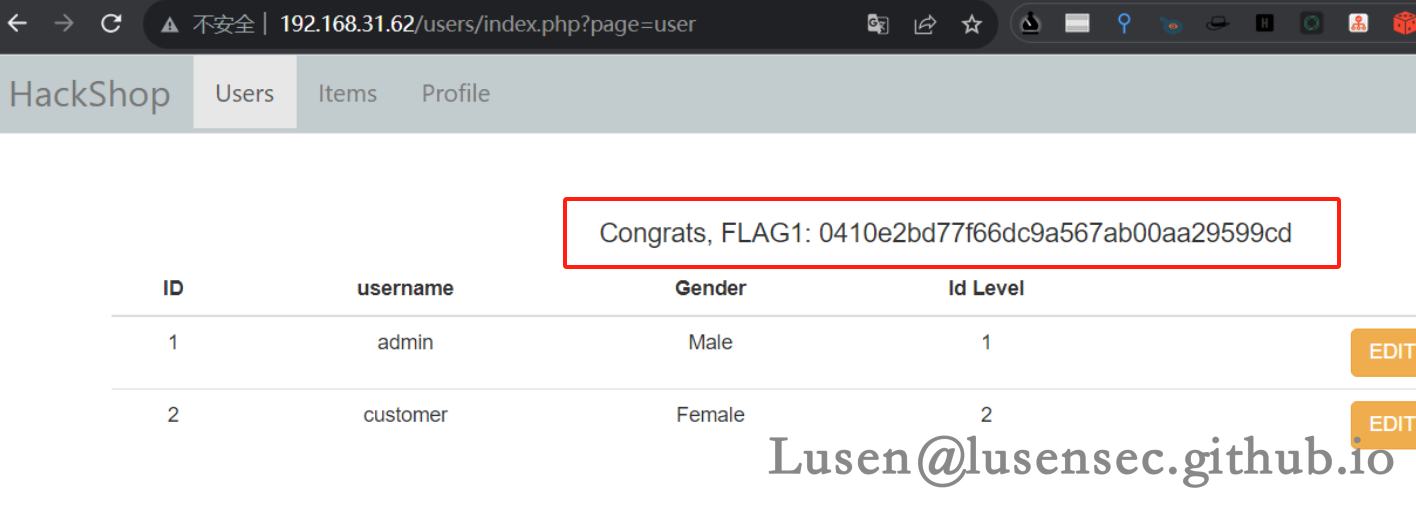 不安全 192.168.31.62/users/index.php?page=user
HackShop Users Items Profile
Congrats, FLAG1: 0410e2bd77f66dc9a567ab00aa29599cd
ID username Gender Id Level
1 admin Male 1 EDIT
2 customer Female 2 EDIT
Lusen@lusensec.github.io